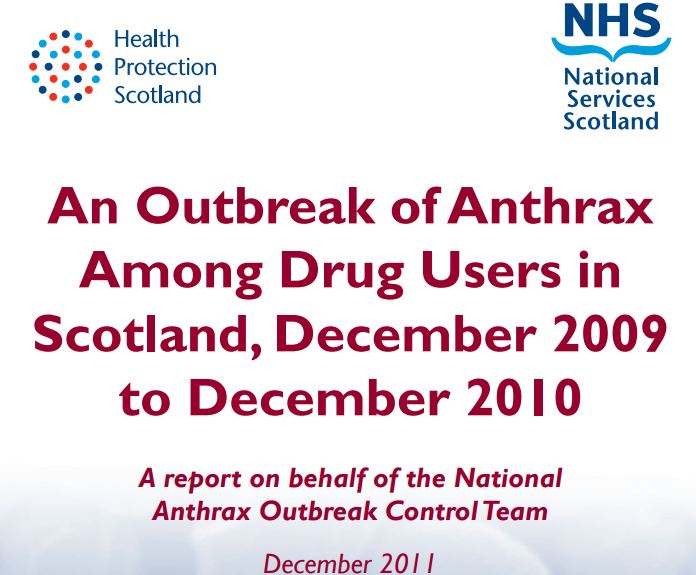 Health
Protection
Scotland
NHS
National
Services
Scotland
An Outbreak of Anthrax
Among Drug Users in
Scotland, December 2009
to December 2010
A report on behalf of the National
Anthrax Outbreak Control Team
December 2011